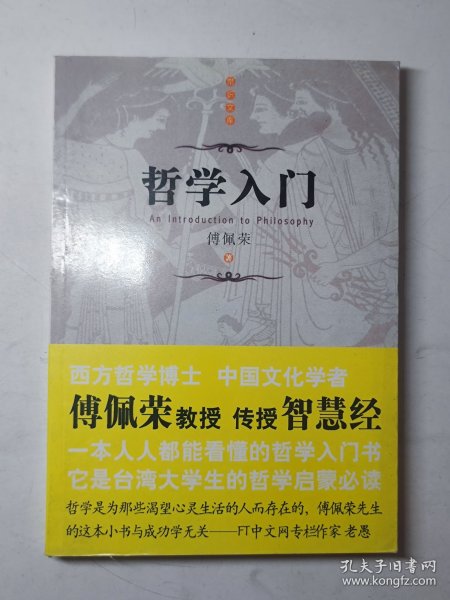 哲学入门
An Introduction to Philosophy
傅佩荣
著
西方哲学博士 中国文化学者
傅佩荣教授 传授 智慧经
一本人人都能看懂的哲学入门书
它是台湾大学生的哲学启蒙必读
哲学是为那些渴望心灵生活的人而存在的，傅佩荣先生
的这本小书与成功学无关——FT中文网专栏作家 老愚
孔夫子旧书网
www.kongfz.com